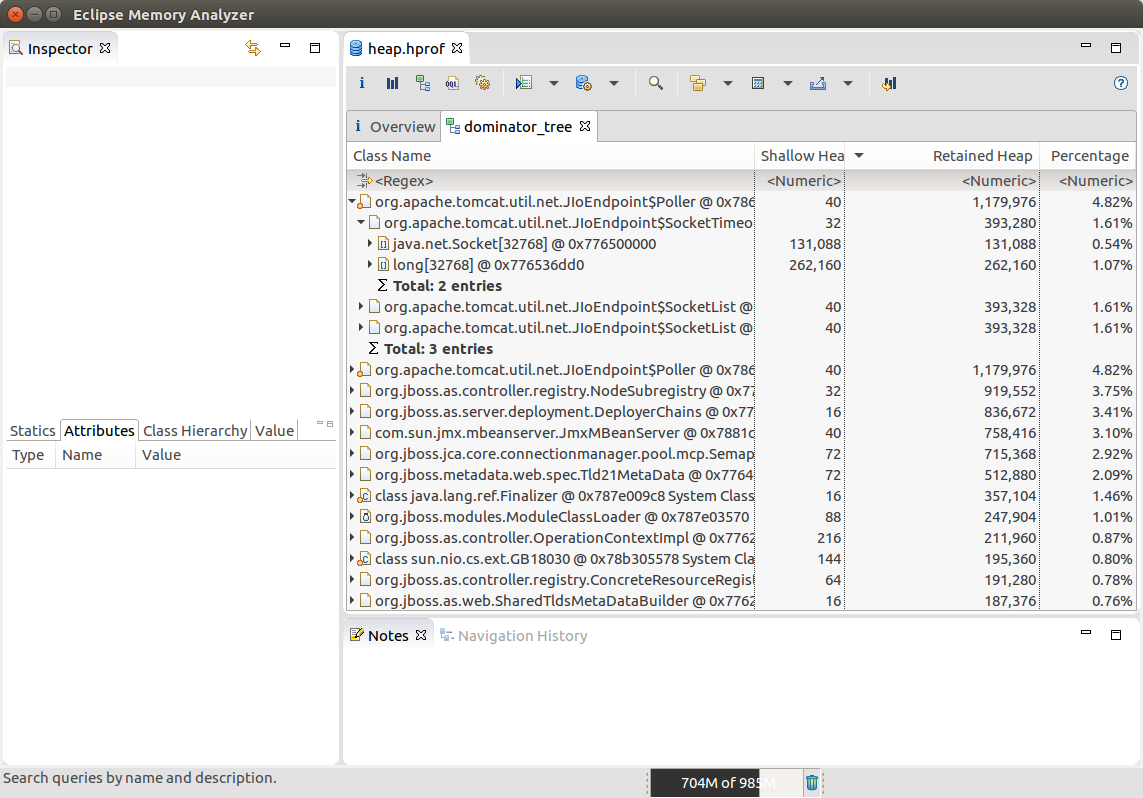 Eclipse Memory Analyzer
Inspector
heap.hprof
i OQL
i Overview dominator_tree
Class Name Shallow Hea Retained Heap Percentage
<Regex> <Numeric> <Numeric> <Numeric>
org.apache.tomcat.util.net.JIoEndpoint$Poller @ 0x786 40 1,179,976 4.82%
org.apache.tomcat.util.net.JIoEndpoint$SocketTimeo 32 393,280 1.61%
java.net.Socket[32768] @ 0x776500000 131,088 131,088 0.54%
long[32768] @ 0x776536dd0 262,160 262,160 1.07%
Σ Total: 2 entries
org.apache.tomcat.util.net.JIoEndpoint$SocketList @ 40 393,328 1.61%
org.apache.tomcat.util.net.JIoEndpoint$SocketList @ 40 393,328 1.61%
Σ Total: 3 entries
org.apache.tomcat.util.net.JIoEndpoint$Poller @ 0x786 40 1,179,976 4.82%
org.jboss.as.controller.registry.NodeSubregistry @ 0x77 32 919,552 3.75%
org.jboss.as.server.deployment.DeployerChains @ 0x77 16 836,672 3.41%
com.sun.jmx.mbeanserver.JmxMBeanServer @ 0x7881c 40 758,416 3.10%
org.jboss.jca.core.connectionmanager.pool.mcp.Semap 72 715,368 2.92%
org.jboss.metadata.web.spec.Tld21MetaData @ 0x7764 72 512,880 2.09%
class java.lang.ref.Finalizer @ 0x787e009c8 System Class 16 357,104 1.46%
org.jboss.modules.ModuleClassLoader @ 0x787e03570 88 247,904 1.01%
org.jboss.as.controller.OperationContextImpl @ 0x7762 216 211,960 0.87%
class sun.nio.cs.ext.GB18030 @ 0x78b305578 System Cla 144 195,360 0.80%
org.jboss.as.controller.registry.ConcreteResourceRegis 64 191,280 0.78%
org.jboss.as.web.SharedTldsMetaDataBuilder @ 0x7762 16 187,376 0.76%
Statics Attributes Class Hierarchy Value
Type Name Value
Notes Navigation History
Search queries by name and description.
704M of 985M